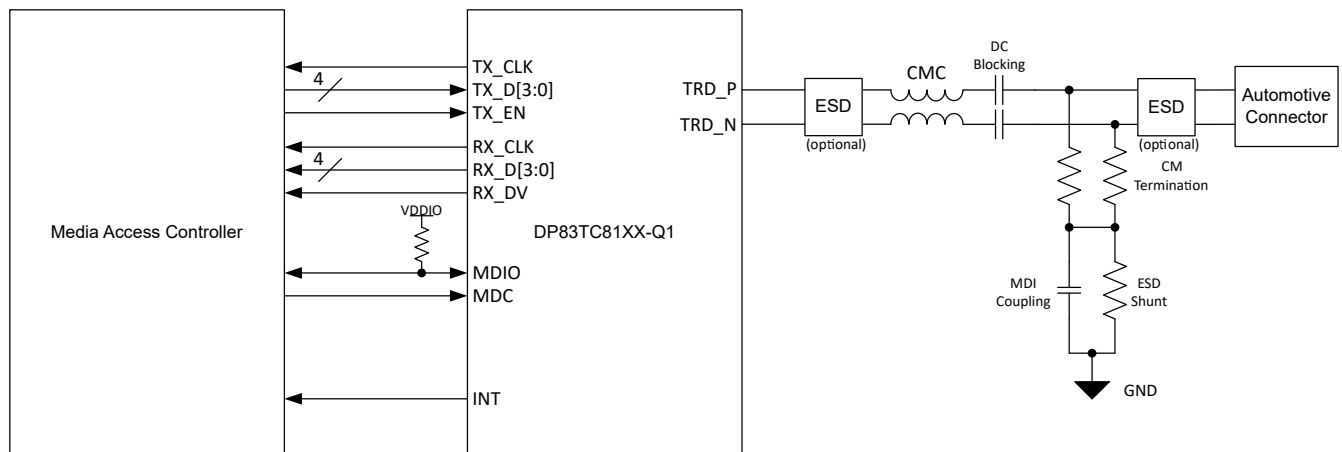 Media Access Controller
4
4
VDDIO
TX_CLK
TX_D[3:0]
TX_EN
RX_CLK
RX_D[3:0]
RX_DV
MDIO
MDC
INT
DP83TC81XX-Q1
TRD_P
TRD_N
ESD
(optional)
CMC
DC
Blocking
ESD
(optional)
CM
Termination
Automotive
Connector
MDI
Coupling
ESD
Shunt
GND